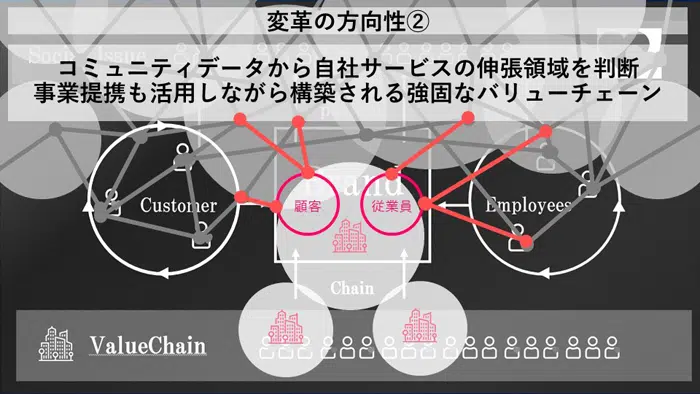 変革の方向性②
Social Issue
コミュニティデータから自社サービスの伸張領域を判断
事業提携も活用しながら構築される強固なバリューチェーン
Customer
顧客
従業員
Employees
Chain
ValueChain